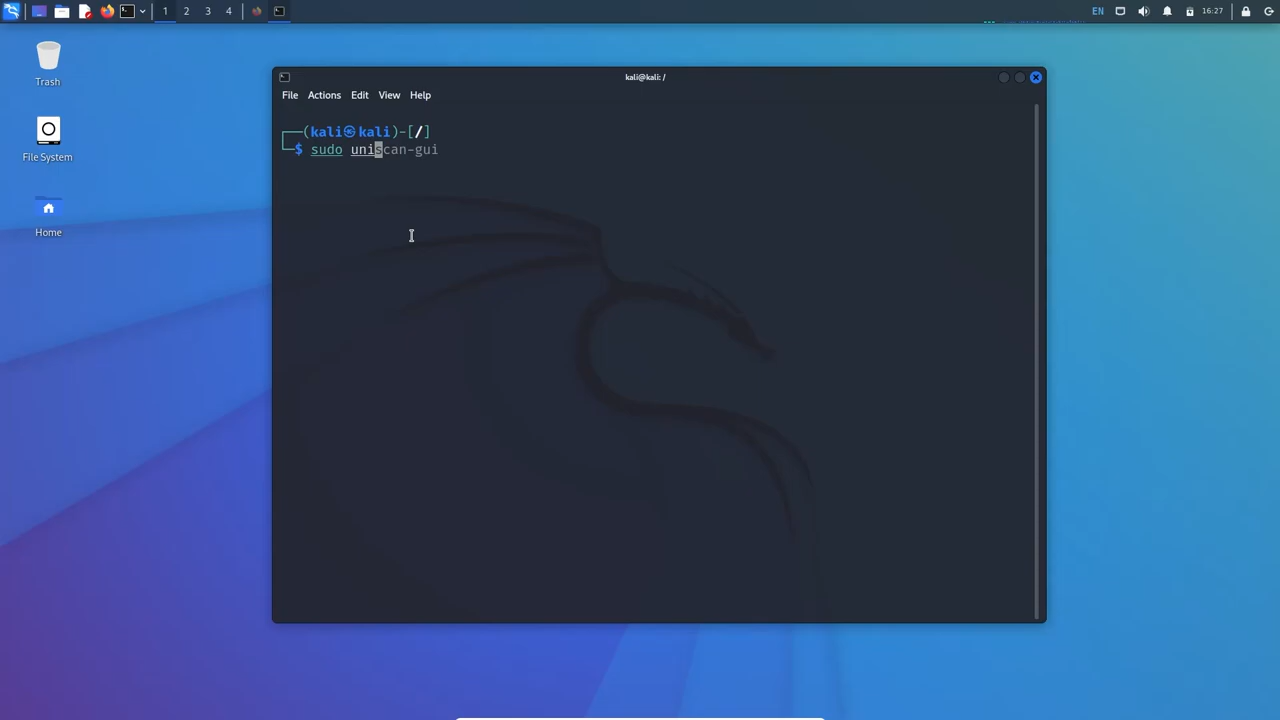 1 2 3 4 EN 16:27
Trash
File System
Home
kali@kali: /
File Actions Edit View Help
(kali㉿kali)-[/]
$ sudo uniscan-gui